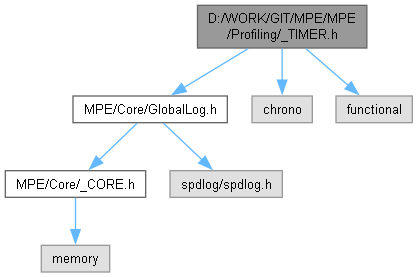 D:/WORK/GIT/MPE/MPE
/Profiling/_TIMER.h
MPE/Core/GlobalLog.h
chrono
functional
MPE/Core/_CORE.h
spdlog/spdlog.h
memory